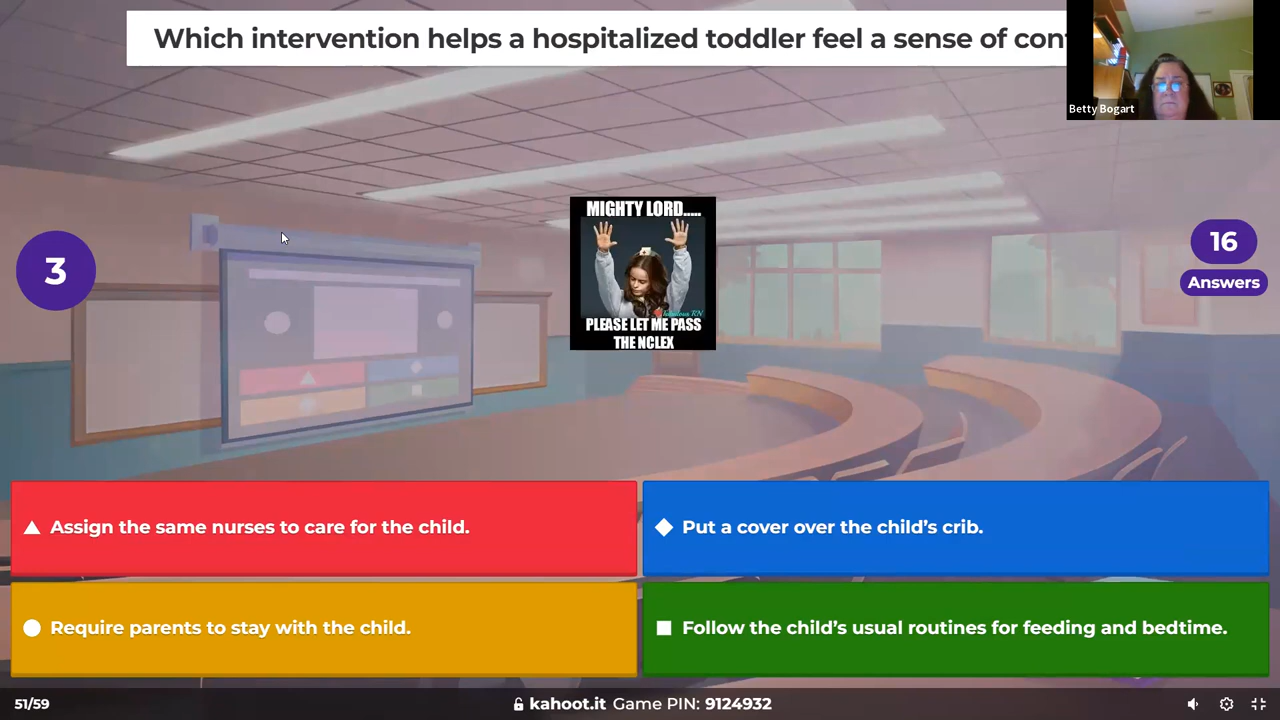 Which intervention helps a hospitalized toddler feel a sense of con
Betty Bogart
MIGHTY LORD.....
3
16
Answers
PLEASE LET ME PASS
THE NCLEX
Assign the same nurses to care for the child.
Put a cover over the child’s crib.
Require parents to stay with the child.
Follow the child’s usual routines for feeding and bedtime.
51/59
kahoot.it Game PIN: 9124932